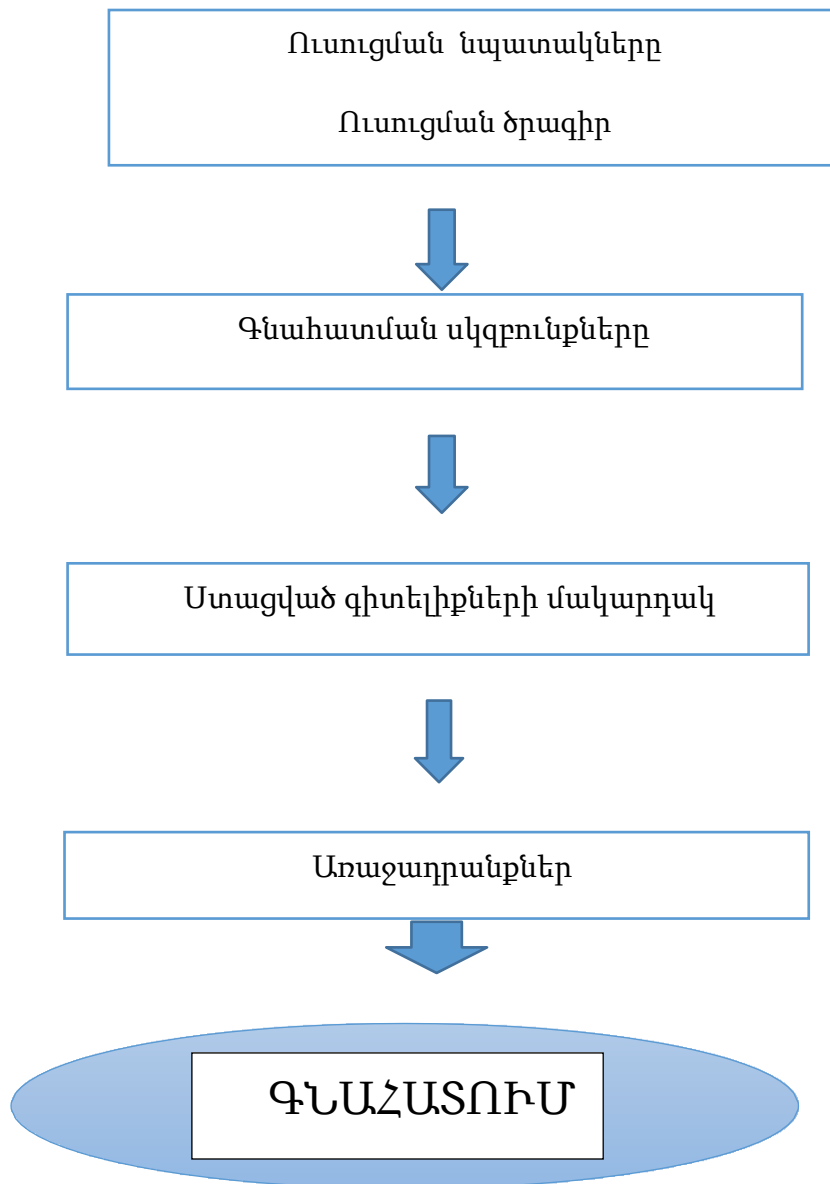 Ուսուցման նպատակները
Ուսուցման ծրագիր
Գնահատման սկզբունքները
Ստացված գիտելիքների մակարդակ
Առաջադրանքներ
ԳՆԱՀԱՏՈՒՄ